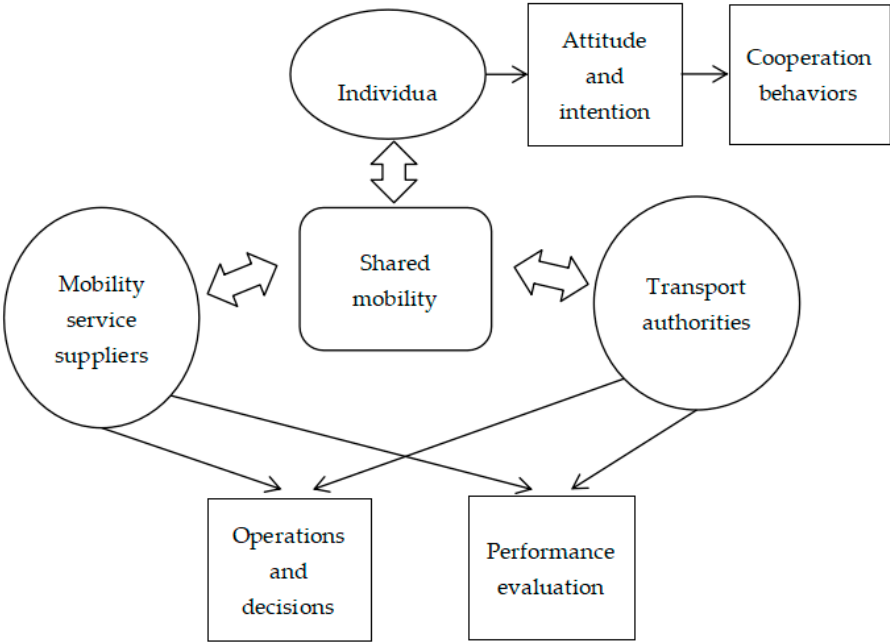 Individua
Attitude
and
intention
Cooperation
behaviors
Shared
mobility
Mobility
service
suppliers
Transport
authorities
Operations
and
decisions
Performance
evaluation